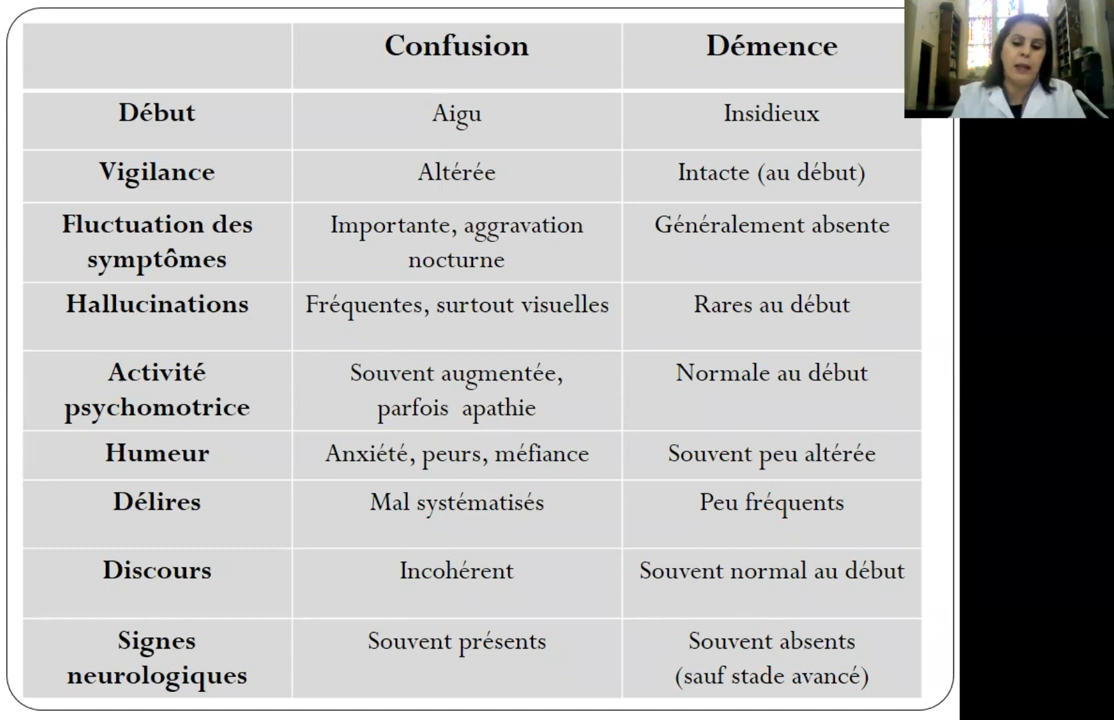 Confusion Démence
Début Aigu Insidieux
Vigilance Altérée Intacte (au début)
Fluctuation des symptômes Importante, aggravation nocturne Généralement absente
Hallucinations Fréquentes, surtout visuelles Rares au début
Activité psychomotrice Souvent augmentée, parfois apathie Normale au début
Humeur Anxiété, peurs, méfiance Souvent peu altérée
Délires Mal systématisés Peu fréquents
Discours Incohérent Souvent normal au début
Signes neurologiques Souvent présents Souvent absents (sauf stade avancé)